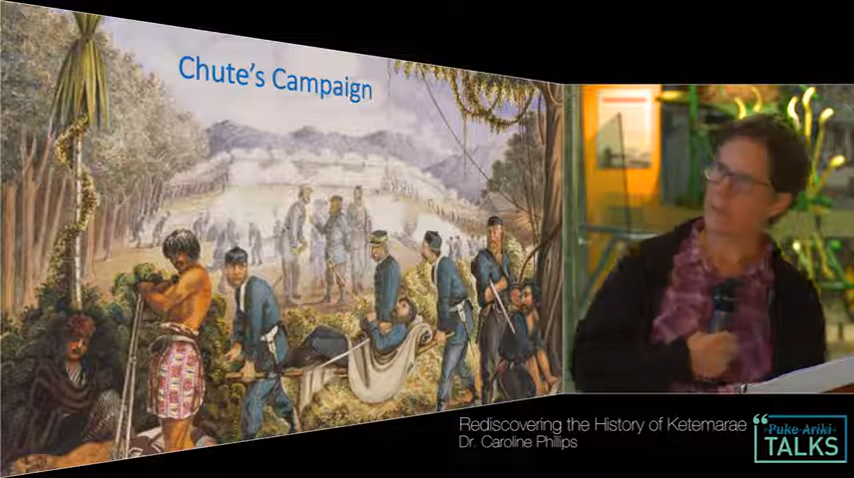 Chute's Campaign
Rediscovering the History of Ketemarae
Dr. Caroline Phillips
Puke Ariki
TALKS